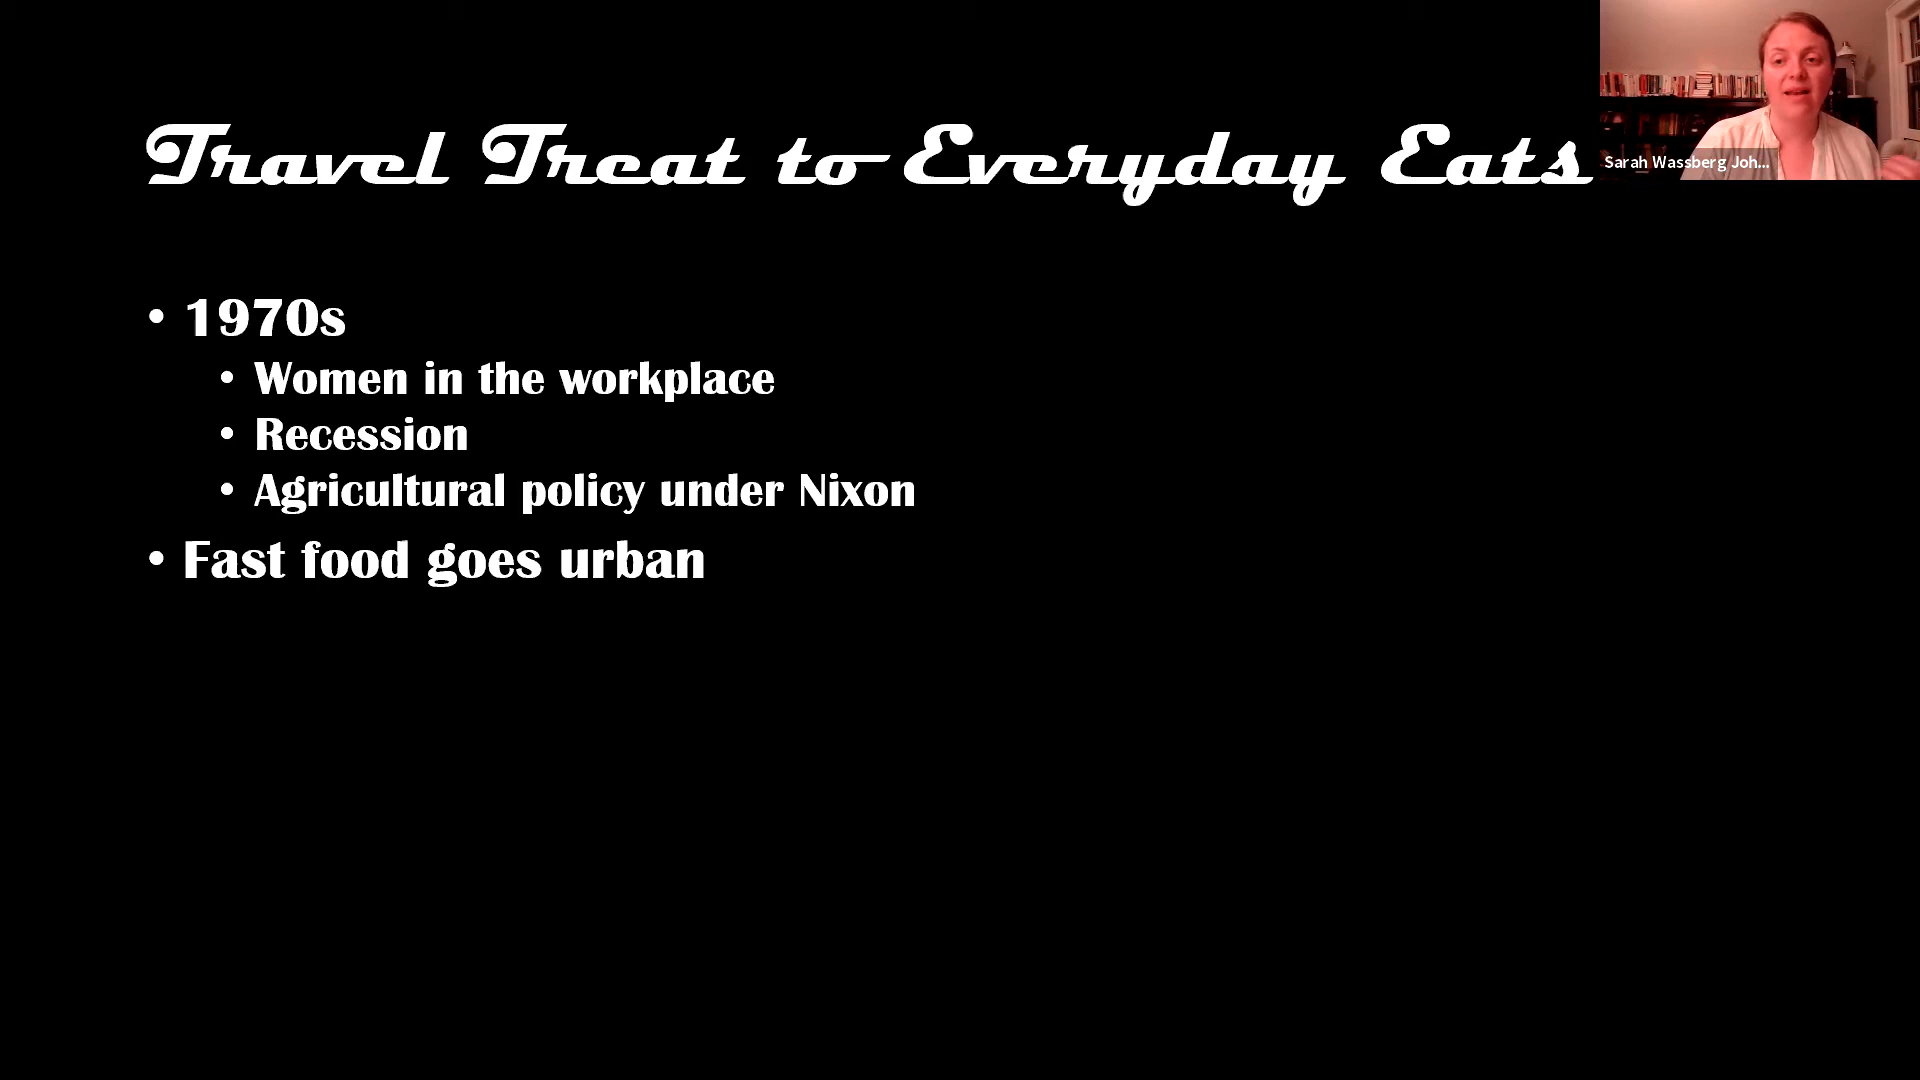 Travel Treat to Everyday Eats
Sarah Wassberg Joh...
• 1970s
• Women in the workplace
• Recession
• Agricultural policy under Nixon
• Fast food goes urban